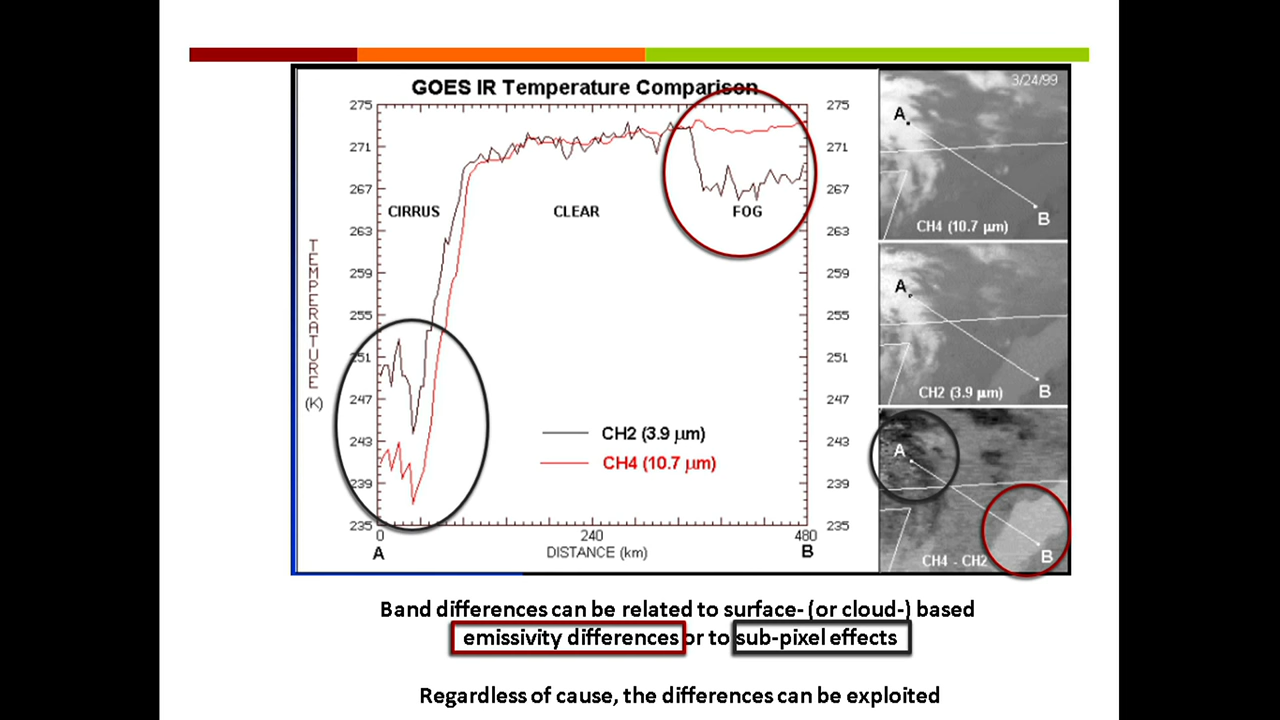 GOES IR Temperature Comparison
275
271
267
263
259
255
251
247
243
239
235
275
271
267
263
259
255
251
247
243
239
235
TEMPERATURE
(K)
CIRRUS
CLEAR
FOG
CH2 (3.9 μm)
CH4 (10.7 μm)
0
240
480
A
DISTANCE (km)
B
3/24/99
A
B
CH4 (10.7 μm)
A
B
CH2 (3.9 μm)
A
B
CH4 - CH2
Band differences can be related to surface- (or cloud-) based
emissivity differences or to sub-pixel effects
Regardless of cause, the differences can be exploited